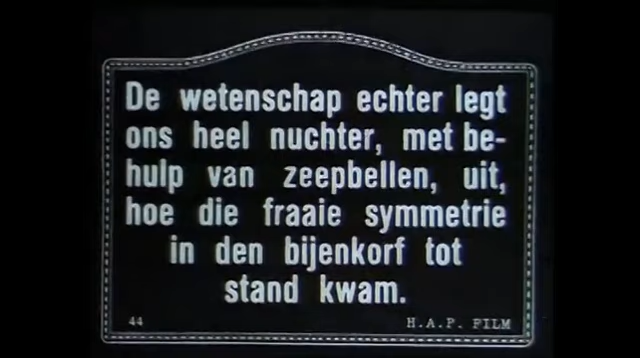 De wetenschap echter legt
ons heel nuchter, met be-
hulp van zeepbellen, uit,
hoe die fraaie symmetrie
in den bijenkorf tot
stand kwam.
44 H.A.P. FILM